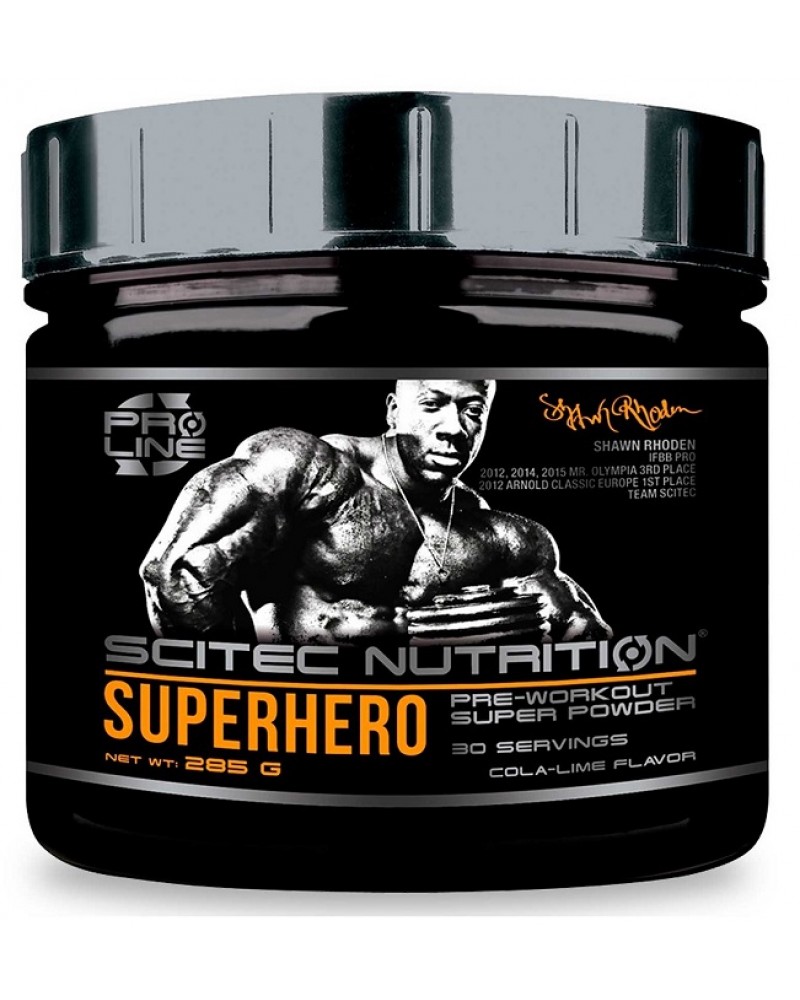 PRO
LINE
Shawn Rhoden
SHAWN RHODEN
IFBB PRO
2012, 2014, 2015 MR. OLYMPIA 3RD PLACE
2012 ARNOLD CLASSIC EUROPE 1ST PLACE
TEAM SCITEC
SCITEC NUTRITION®
SUPERHERO
PRE-WORKOUT
SUPER POWDER
30 SERVINGS
NET WT: 285 G
COLA-LIME FLAVOR